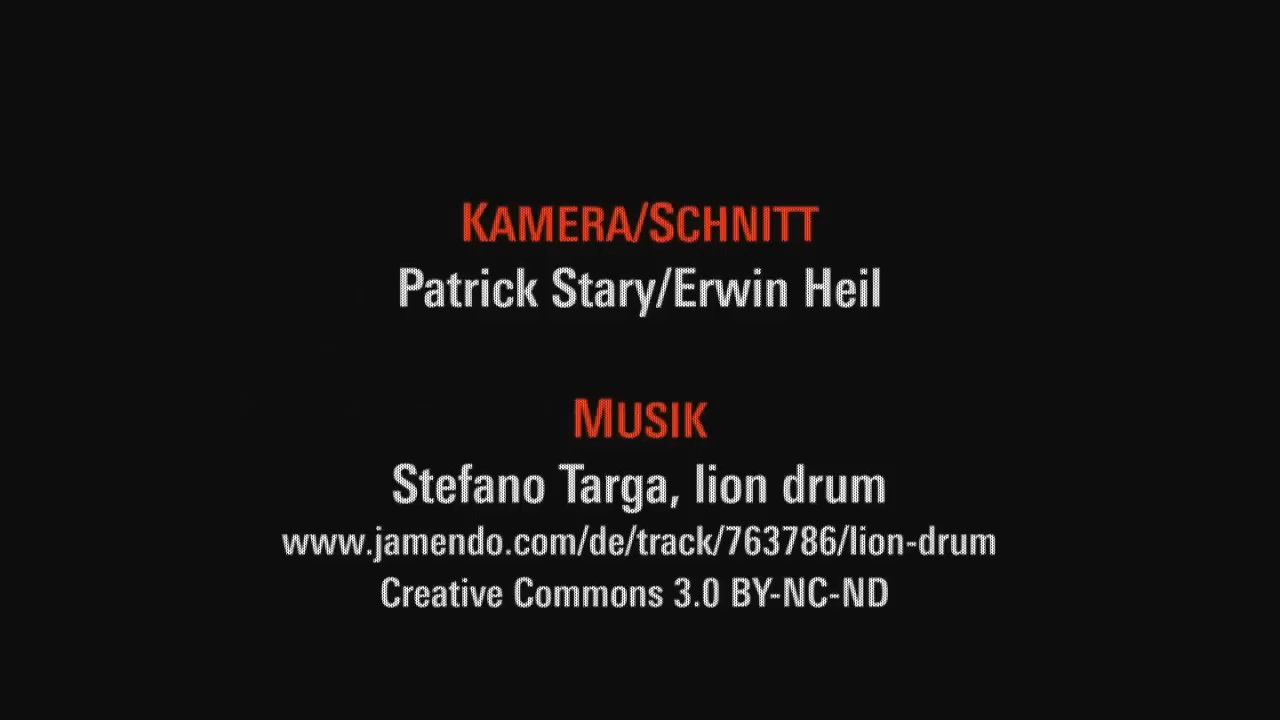 KAMERA/SCHNITT
Patrick Stary/Erwin Heil
MUSIK
Stefano Targa, lion drum
www.jamendo.com/de/track/763786/lion-drum
Creative Commons 3.0 BY-NC-ND